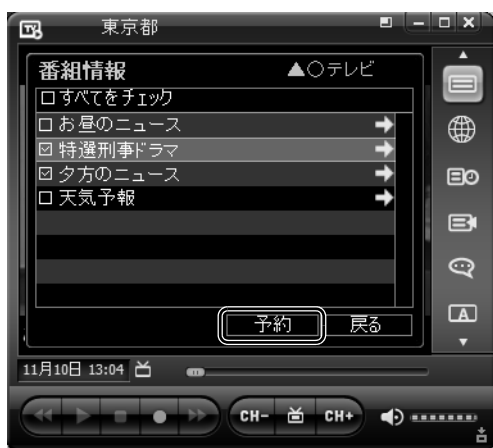 TV 東京都
番組情報 ▲○テレビ
すべてをチェック
お昼のニュース
特選刑事ドラマ
夕方のニュース
天気予報
予約 戻る
A
11月10日 13:04
CH- CH+